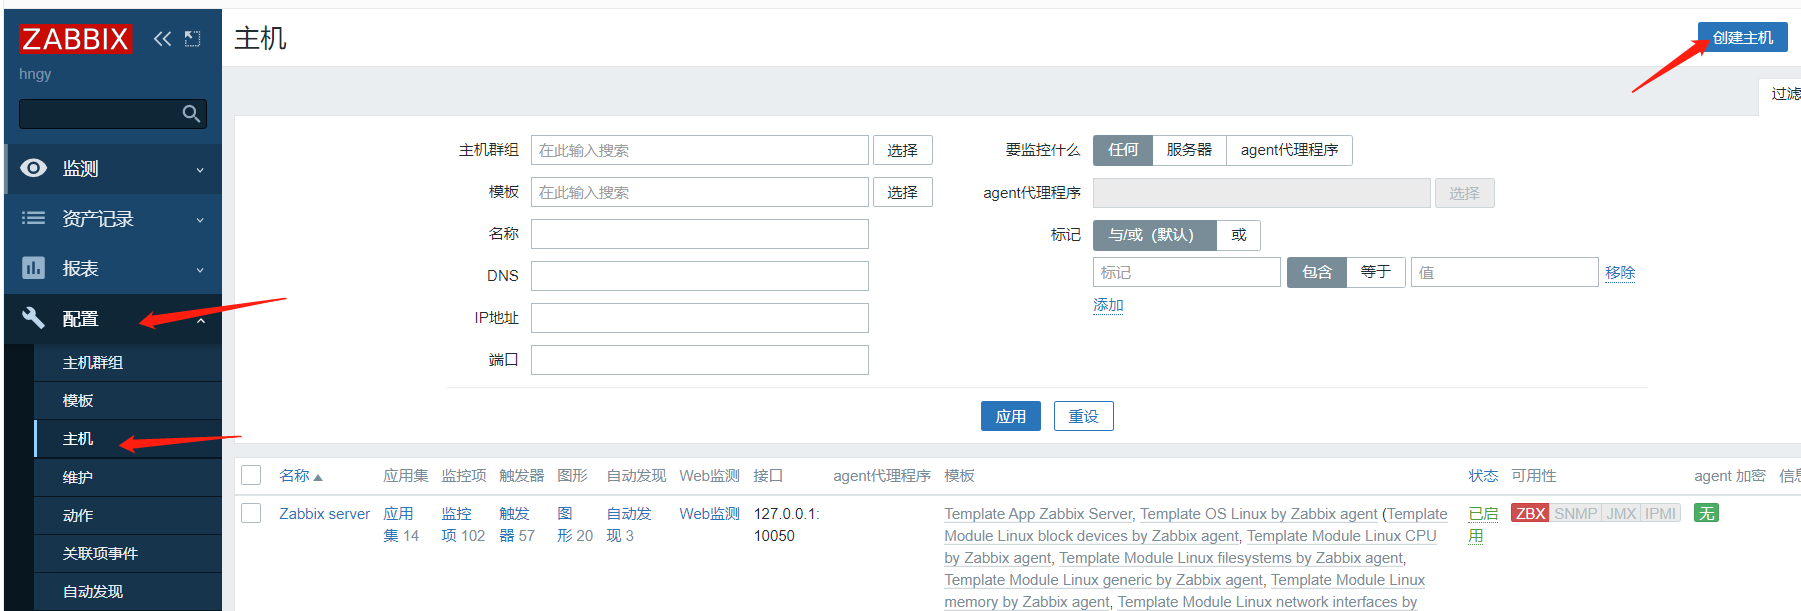 ZABBIX
hngy
监测
资产记录
报表
配置
主机群组
模板
主机
维护
动作
关联项事件
自动发现
主机
创建主机
过滤
主机群组 在此输入搜索 选择
模板 在此输入搜索 选择
名称
DNS
IP地址
端口
要监控什么 任何 服务器 agent代理程序
agent代理程序 选择
标记 与/或（默认） 或
标记 包含 等于 值 移除
添加
应用 重设
名称 应用集 监控项 触发器 图形 自动发现 Web监测 接口 agent代理程序 模板 状态 可用性 agent 加密
Zabbix server 应用 监控 触发 图 自动发 Web监测 127.0.0.1: Template App Zabbix Server, Template OS Linux by Zabbix agent (Template 已启 ZBX SNMP JMX IPMI 无
集 14 项 102 器 57 形 20 现 3 10050 Module Linux block devices by Zabbix agent, Template Module Linux CPU 用
by Zabbix agent, Template Module Linux filesystems by Zabbix agent,
Template Module Linux generic by Zabbix agent, Template Module Linux
memory by Zabbix agent, Template Module Linux network interfaces by